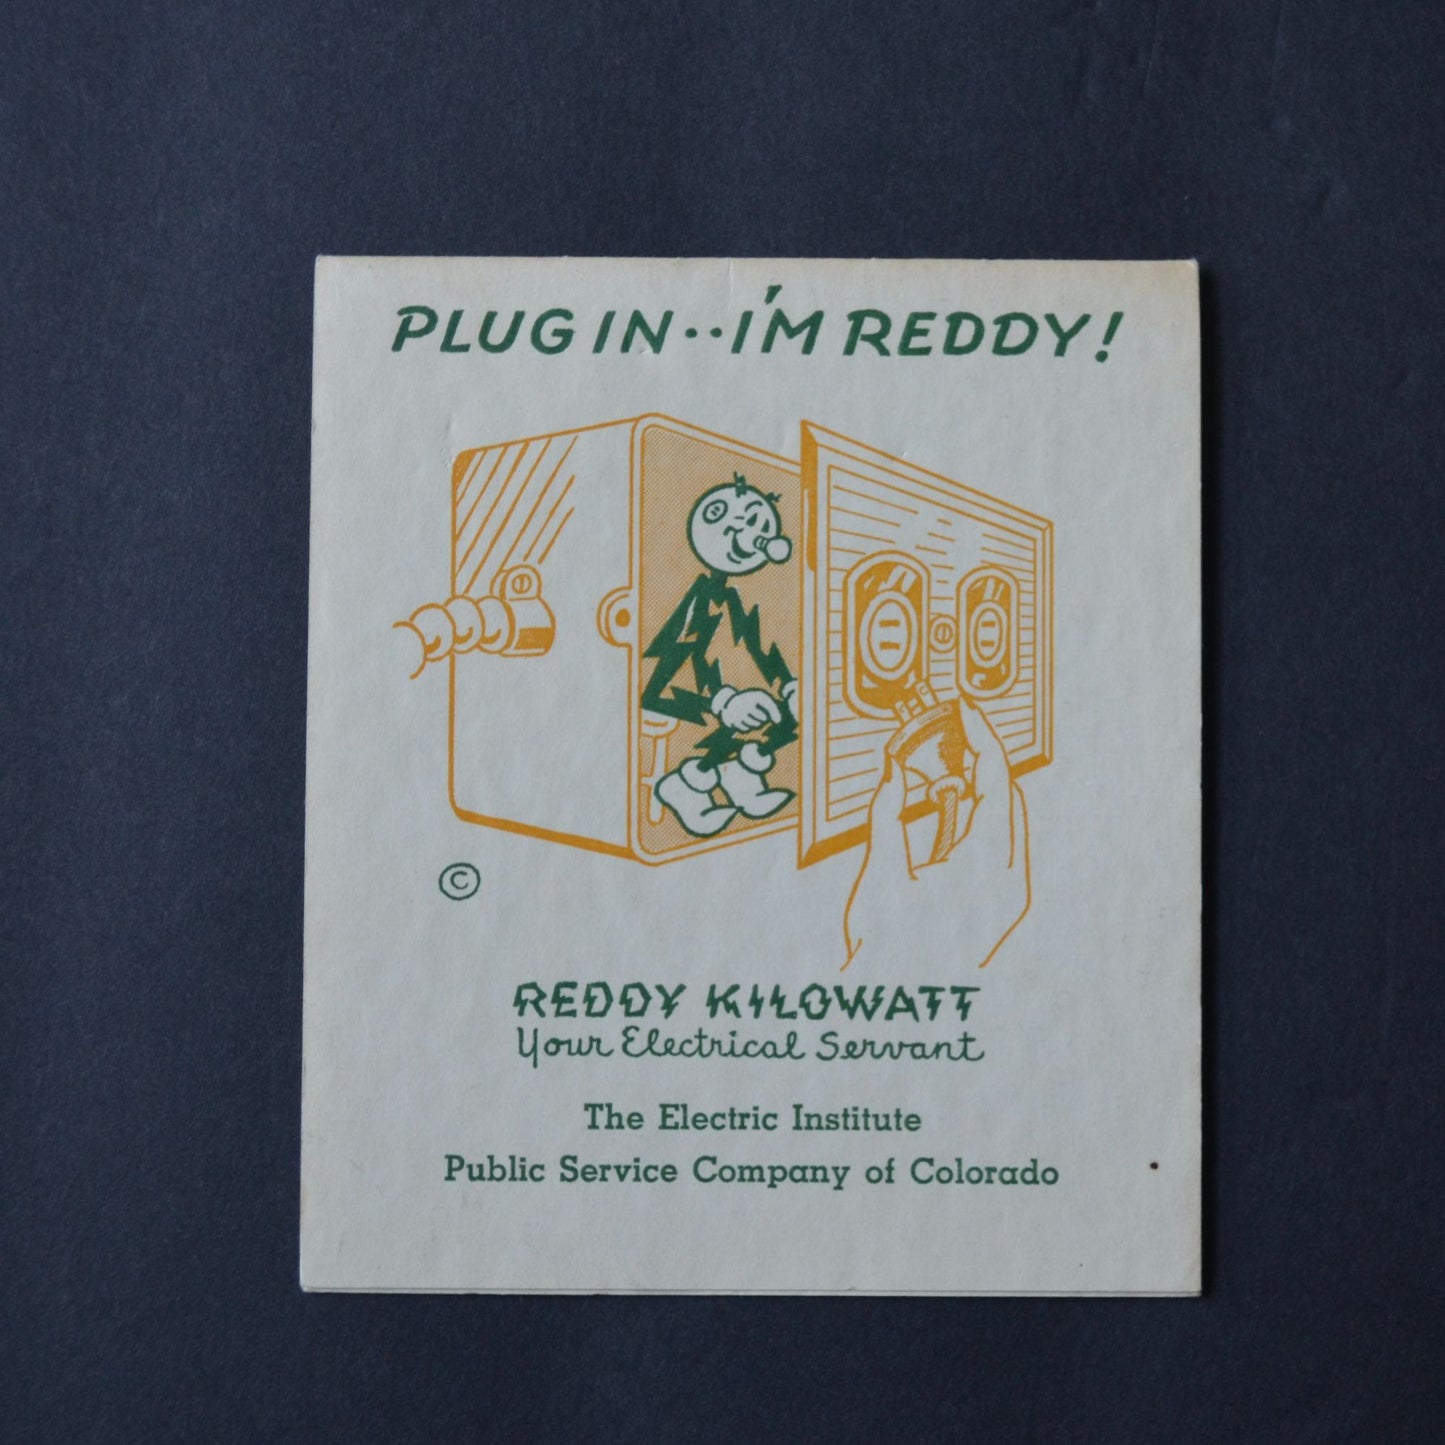 PLUG IN··I'M REDDY!
©
REDDY KILOWATT
Your Electrical Servant
The Electric Institute
Public Service Company of Colorado